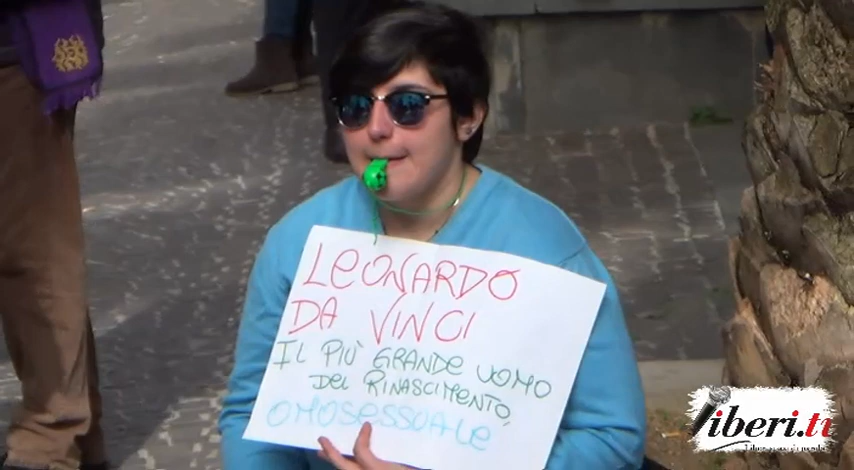 LEONARDO
DA VINCI
IL PIÙ GRANDE UOMO
DEL RINASCIMENTO,
OMOSESSUALE
liberi.tv